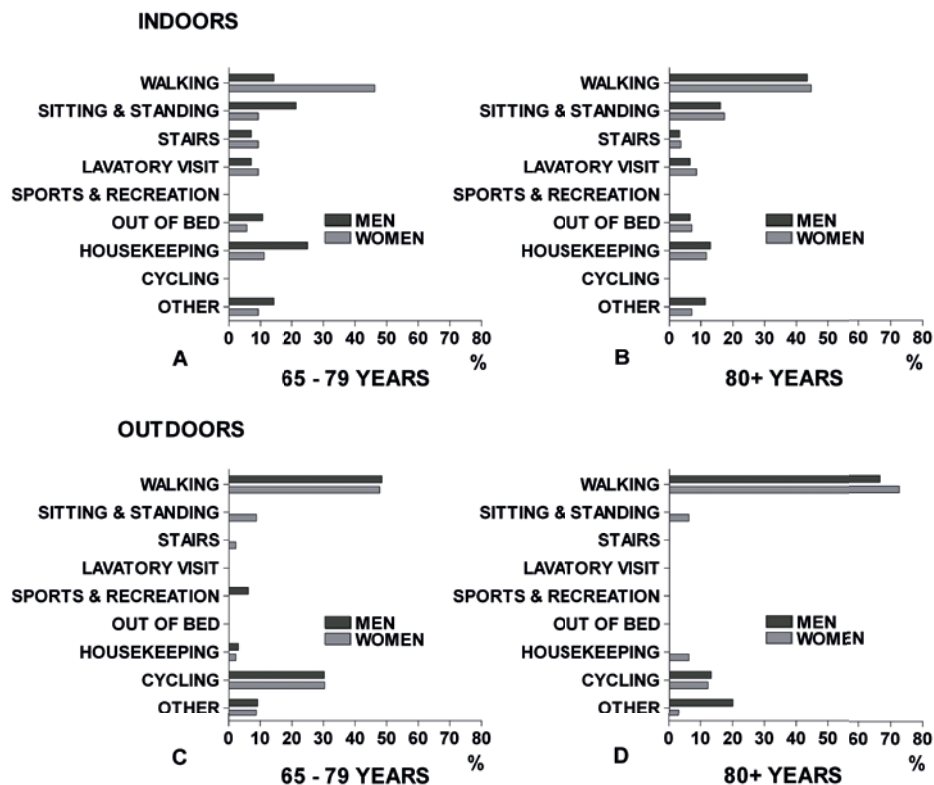 INDOORS
WALKING
SITTING & STANDING
STAIRS
LAVATORY VISIT
SPORTS & RECREATION
OUT OF BED
HOUSEKEEPING
CYCLING
OTHER
MEN
WOMEN
0 10 20 30 40 50 60 70 80
%
A
65 - 79 YEARS
WALKING
SITTING & STANDING
STAIRS
LAVATORY VISIT
SPORTS & RECREATION
OUT OF BED
HOUSEKEEPING
CYCLING
OTHER
MEN
WOMEN
0 10 20 30 40 50 60 70 80
%
B
80+ YEARS
OUTDOORS
WALKING
SITTING & STANDING
STAIRS
LAVATORY VISIT
SPORTS & RECREATION
OUT OF BED
HOUSEKEEPING
CYCLING
OTHER
MEN
WOMEN
0 10 20 30 40 50 60 70 80
%
C
65 - 79 YEARS
WALKING
SITTING & STANDING
STAIRS
LAVATORY VISIT
SPORTS & RECREATION
OUT OF BED
HOUSEKEEPING
CYCLING
OTHER
MEN
WOMEN
0 10 20 30 40 50 60 70 80
%
D
80+ YEARS